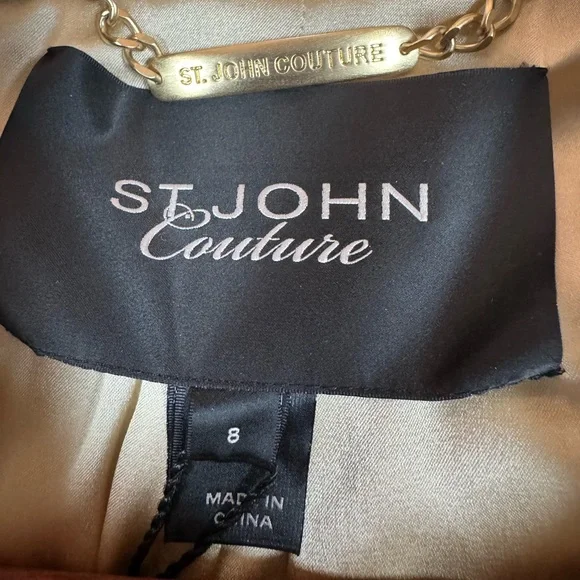 ST. JOHN COUTURE
ST. JOHN
Couture
8
MADE IN
CHINA